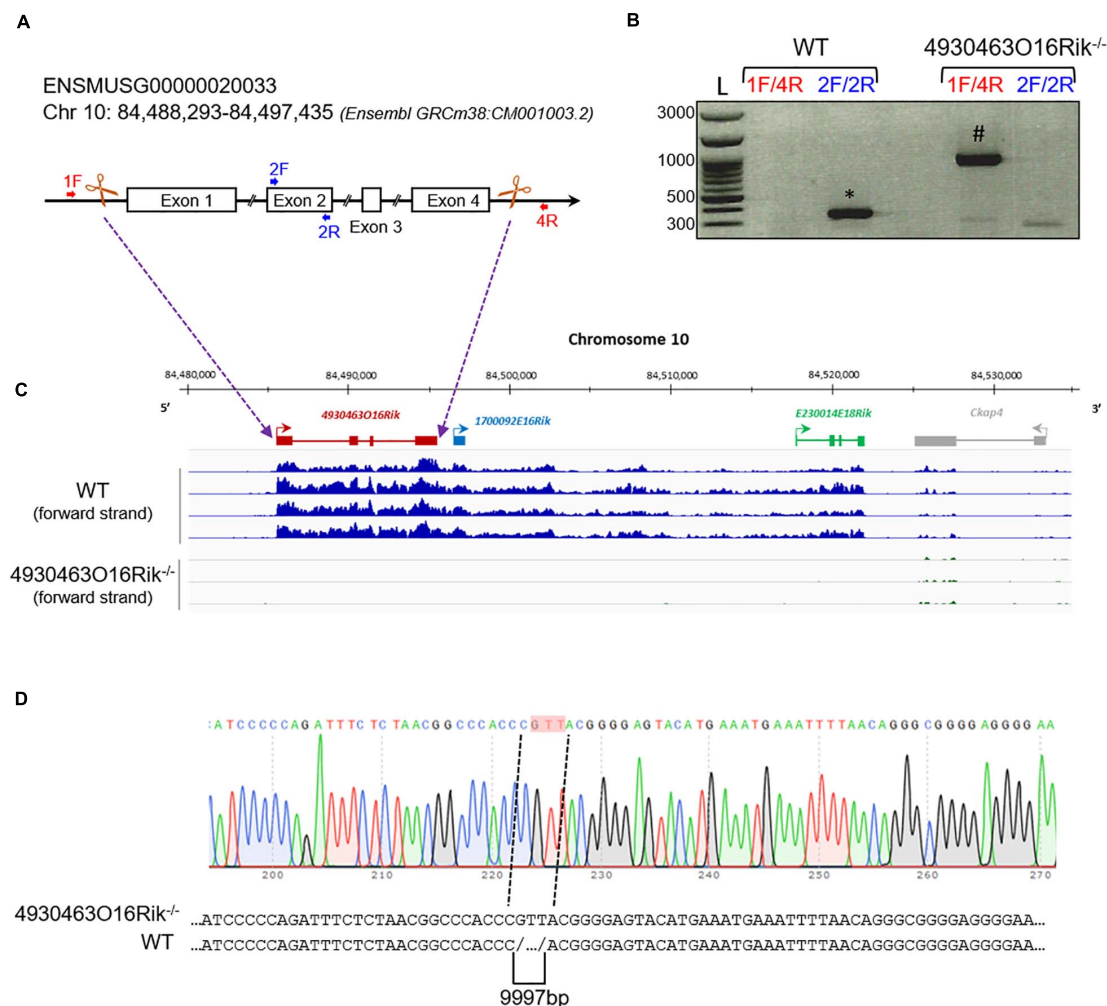 A
ENSMUSG00000020033
Chr 10: 84,488,293-84,497,435 (Ensembl GRCm38:CM001003.2)
1F
2F
Exon 1
Exon 2
Exon 4
2R
Exon 3
4R
B
WT
4930463O16Rik-/-
L
1F/4R
2F/2R
1F/4R
2F/2R
3000
1000
500
300
#
*
Chromosome 10
C
84,480,000
84,490,000
84,500,000
84,510,000
84,520,000
84,530,000
5′
3′
4930463O16Rik
1700092E16Rik
E230014E18Rik
Ckap4
WT
(forward strand)
4930463O16Rik-/-
(forward strand)
D
ATCCCCCAGATTTCTCTAACGGCCCACCCGTTACGGGGAGTACATGAAATGAAATTTTAACAGGGCGGGGAGGGGAA
200 210 220 230 240 250 260 270
4930463O16Rik-/- …ATCCCCCAGATTTCTCTAACGGCCCACCCGTTACGGGGAGTACATGAAATGAAATTTTAACAGGGCGGGGAGGGGAA…
WT …ATCCCCCAGATTTCTCTAACGGCCCACCC/…/ACGGGGAGTACATGAAATGAAATTTTAACAGGGCGGGGAGGGGAA…
9997bp